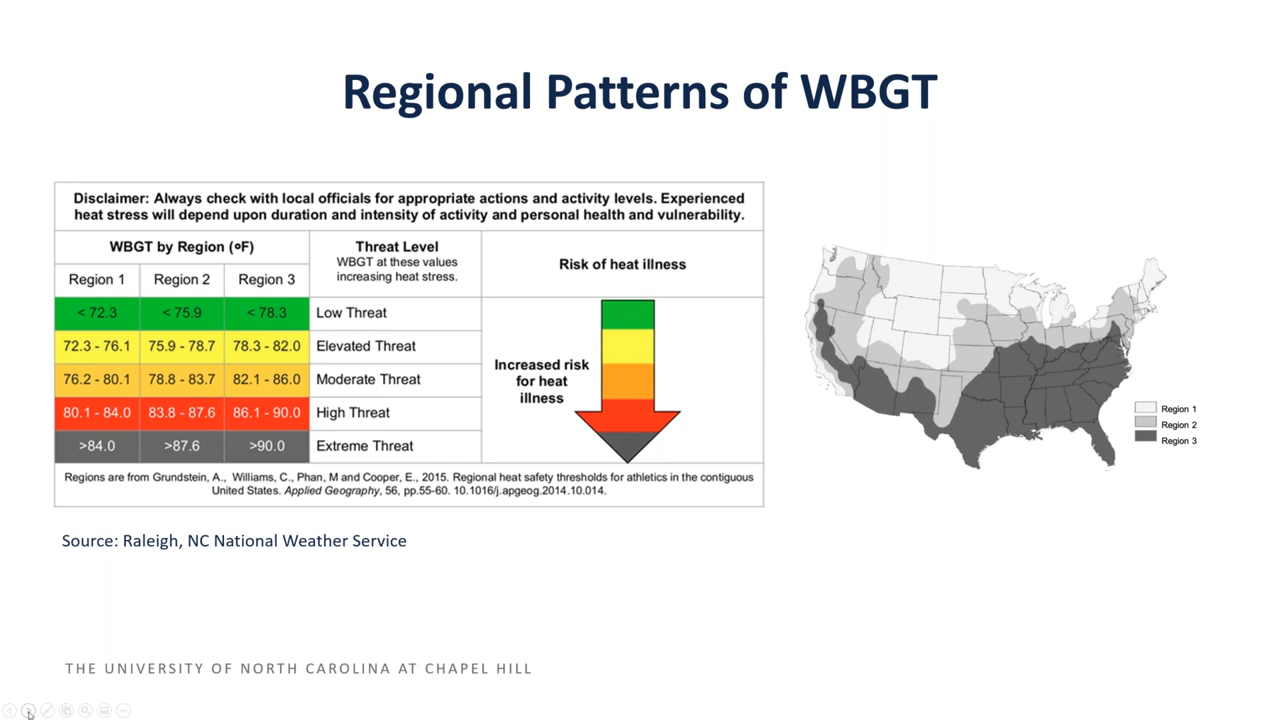 Regional Patterns of WBGT
Disclaimer: Always check with local officials for appropriate actions and activity levels. Experienced
heat stress will depend upon duration and intensity of activity and personal health and vulnerability.
WBGT by Region (ºF)
Threat Level
WBGT at these values
increasing heat stress.
Risk of heat illness
Region 1 Region 2 Region 3
< 72.3 < 75.9 < 78.3 Low Threat
72.3 - 76.1 75.9 - 78.7 78.3 - 82.0 Elevated Threat
76.2 - 80.1 78.8 - 83.7 82.1 - 86.0 Moderate Threat
80.1 - 84.0 83.8 - 87.6 86.1 - 90.0 High Threat
>84.0 >87.6 >90.0 Extreme Threat
Increased risk
for heat
illness
Regions are from Grundstein, A., Williams, C., Phan, M and Cooper, E., 2015. Regional heat safety thresholds for athletics in the contiguous
United States. Applied Geography, 56, pp.55-60. 10.1016/j.apgeog.2014.10.014.
Region 1
Region 2
Region 3
Source: Raleigh, NC National Weather Service
THE UNIVERSITY OF NORTH CAROLINA AT CHAPEL HILL